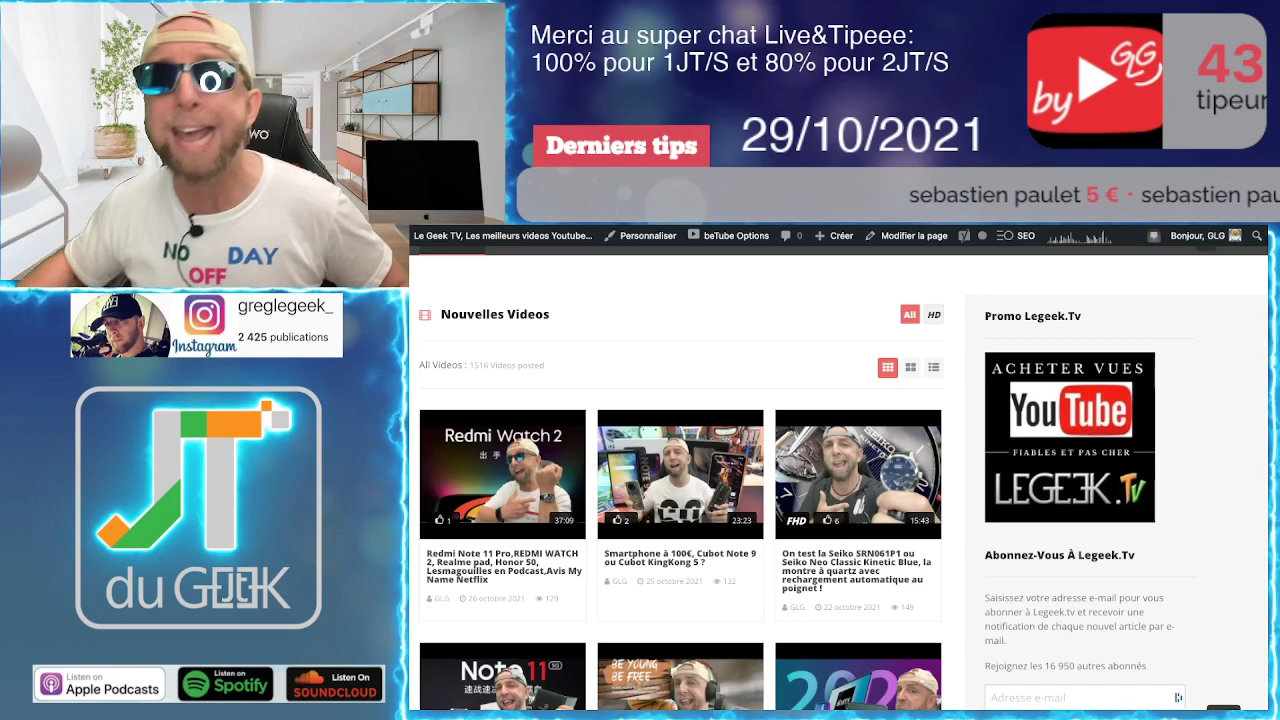 Merci au super chat Live&Tipeee:
100% pour 1JT/S et 80% pour 2JT/S
Derniers tips
29/10/2021
by GLG
43
tipeur
sebastien paulet 5 € · sebastien pau
NO DAY
OFF
greglegeek_
2 425 publications
Instagram
JT
du GEEK
Listen on
Apple Podcasts
Listen on
Spotify
Listen On
SOUNDCLOUD
Le Geek TV, Les meilleurs videos Youtube... Personnaliser beTube Options 0 Créer Modifier la page SEO Bonjour, GLG
Nouvelles Videos
All HD
All Videos : 1516 Videos posted
Redmi Watch 2
出 手
1 37:09
Redmi Note 11 Pro,REDMI WATCH
2, Realme pad, Honor 50,
Lesmagouilles en Podcast,Avis My
Name Netflix
GLG 26 octobre 2021 129
2 23:23
Smartphone à 100€, Cubot Note 9
ou Cubot KingKong 5 ?
GLG 25 octobre 2021 132
SEIKO
FHD 6 15:43
On test la Seiko SRN061P1 ou
Seiko Neo Classic Kinetic Blue, la
montre à quartz avec
rechargement automatique au
poignet !
GLG 22 octobre 2021 149
Note 11 5G
BE YOUNG
BE FREE
Promo Legeek.Tv
ACHETER VUES
YouTube
FIABLES ET PAS CHER
LEGEEK.Tv
Abonnez-Vous À Legeek.Tv
Saisissez votre adresse e-mail pour vous
abonner à Legeek.tv et recevoir une
notification de chaque nouvel article par e-
mail.
Rejoignez les 16 950 autres abonnés
Adresse e-mail